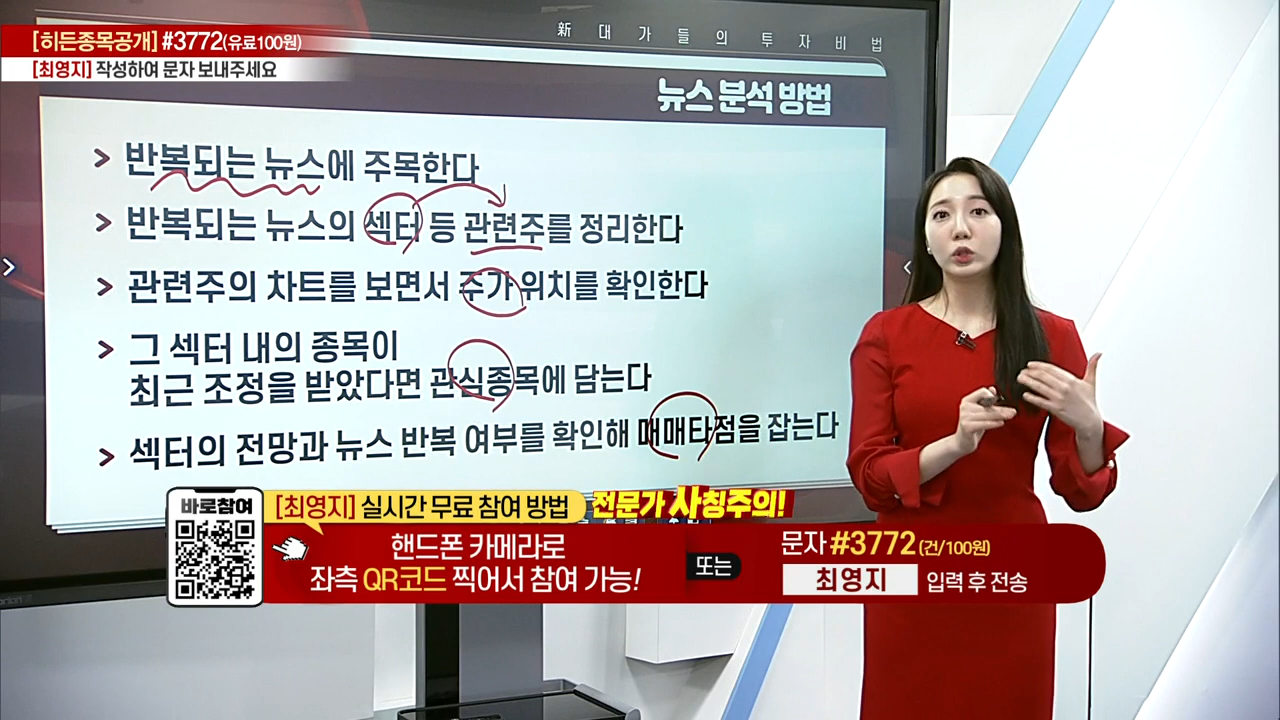 [히든종목공개] #3772(유료100원)
[최영지] 작성하여 문자 보내주세요
新 대가들의 투자비법
뉴스 분석 방법
> 반복되는 뉴스에 주목한다
> 반복되는 뉴스의 섹터 등 관련주를 정리한다
> 관련주의 차트를 보면서 주가 위치를 확인한다
> 그 섹터 내의 종목이
최근 조정을 받았다면 관심종목에 담는다
> 섹터의 전망과 뉴스 반복 여부를 확인해 매매타점을 잡는다
바로참여
[최영지] 실시간 무료 참여 방법
전문가 사칭주의!
핸드폰 카메라로
좌측 QR코드 찍어서 참여 가능!
또는
문자 #3772 (건/100원)
최영지 입력 후 전송